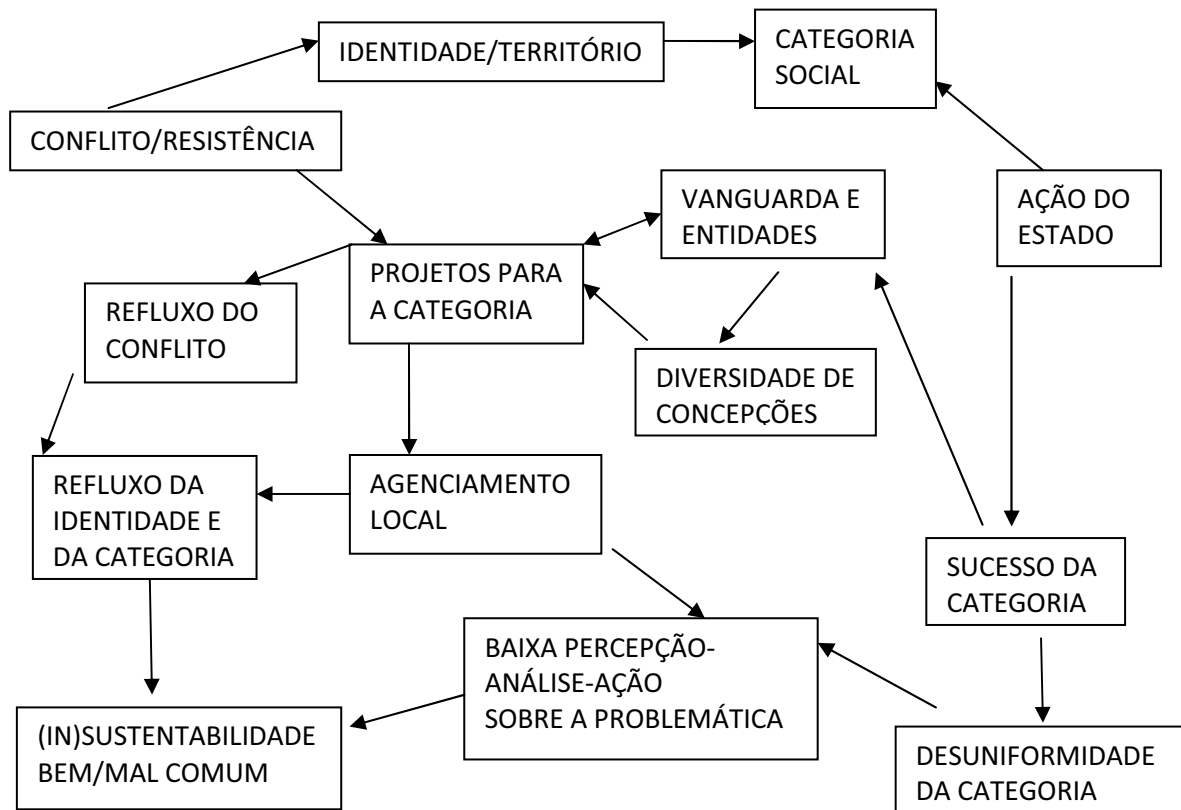 IDENTIDADE/TERRITÓRIO
CATEGORIA
SOCIAL
CONFLITO/RESISTÊNCIA
VANGUARDA E
ENTIDADES
AÇÃO DO
ESTADO
PROJETOS PARA
A CATEGORIA
REFLUXO DO
CONFLITO
DIVERSIDADE DE
CONCEPÇÕES
REFLUXO DA
IDENTIDADE E
DA CATEGORIA
AGENCIAMENTO
LOCAL
SUCESSO DA
CATEGORIA
BAIXA PERCEPÇÃO-
ANÁLISE-AÇÃO
SOBRE A PROBLEMÁTICA
(IN)SUSTENTABILIDADE
BEM/MAL COMUM
DESUNIFORMIDADE
DA CATEGORIA